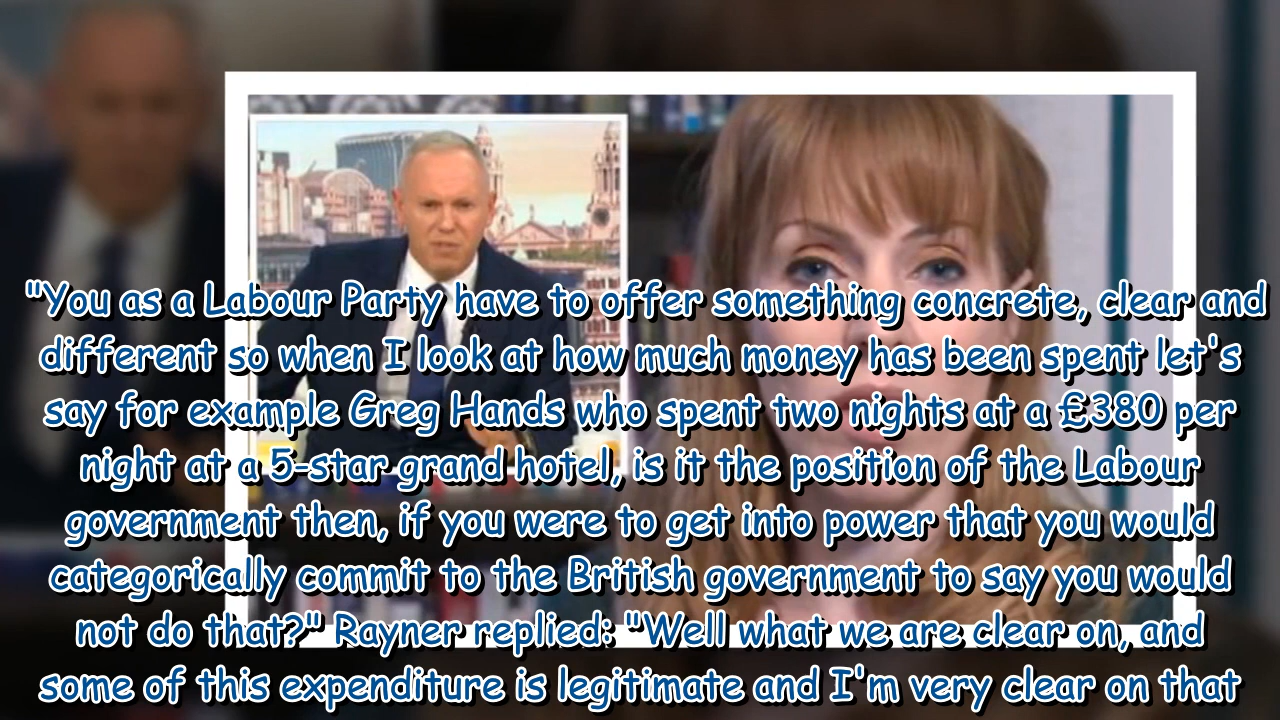 "You as a Labour Party have to offer something concrete, clear and
different so when I look at how much money has been spent let's
say for example Greg Hands who spent two nights at a £380 per
night at a 5-star grand hotel, is it the position of the Labour
government then, if you were to get into power that you would
categorically commit to the British government to say you would
not do that?" Rayner replied: "Well what we are clear on, and
some of this expenditure is legitimate and I'm very clear on that